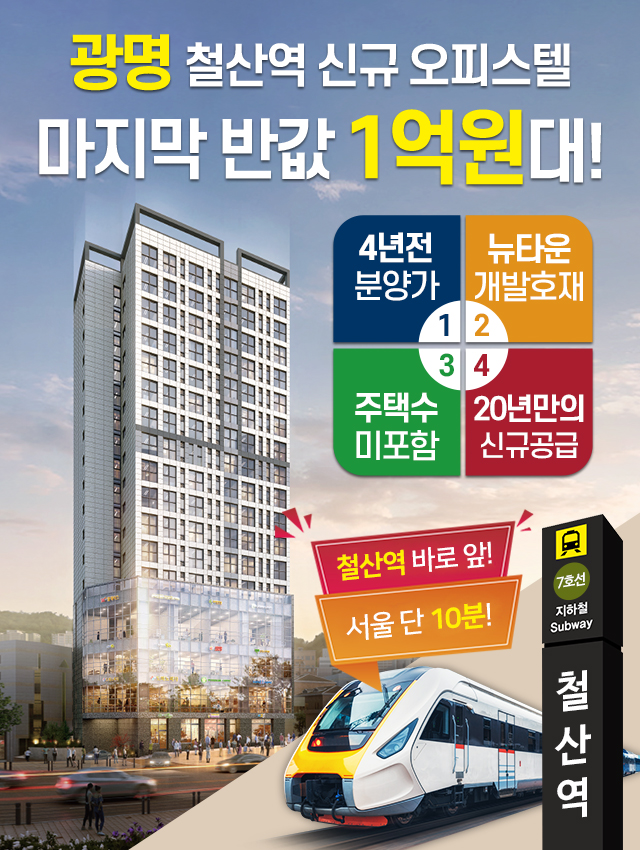 광명 철산역 신규 오피스텔
마지막 반값 1억원대!
4년전
분양가
1
뉴타운
개발호재
2
주택수
미포함
3
20년만의
신규공급
4
철산역 바로 앞!
서울 단 10분!
7호선
지하철
Subway
철산역